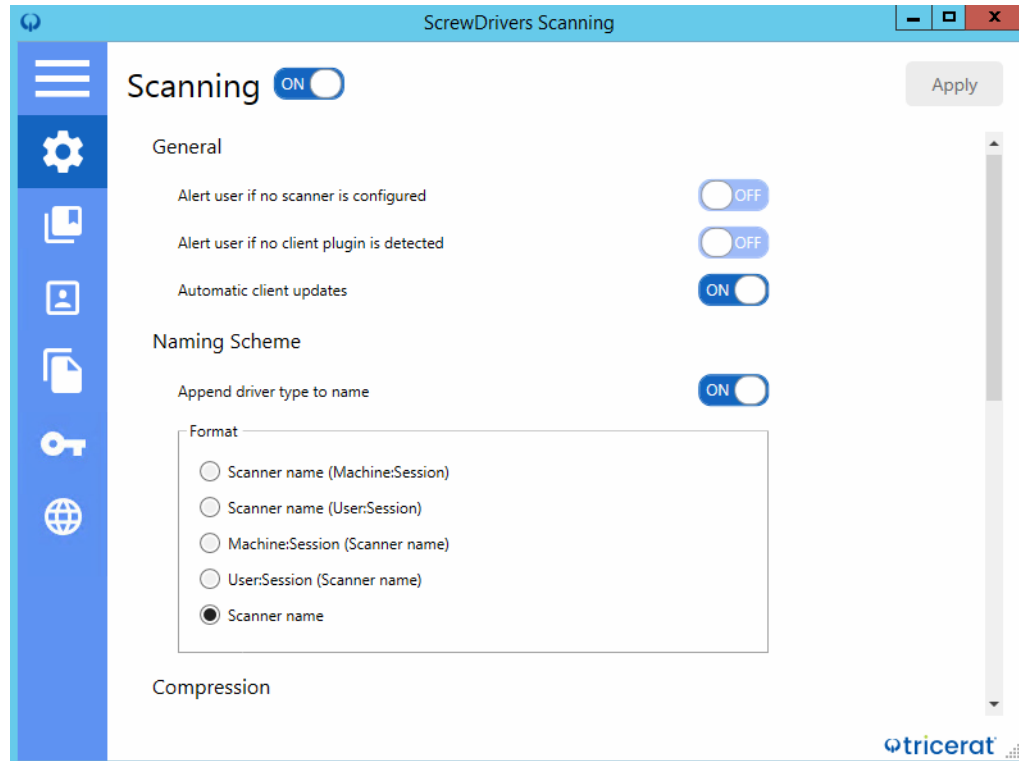 ScrewDrivers Scanning
Scanning ON
Apply
General
Alert user if no scanner is configured OFF
Alert user if no client plugin is detected OFF
Automatic client updates ON
Naming Scheme
Append driver type to name ON
Format
Scanner name (Machine:Session)
Scanner name (User:Session)
Machine:Session (Scanner name)
User:Session (Scanner name)
Scanner name
Compression
tricerat